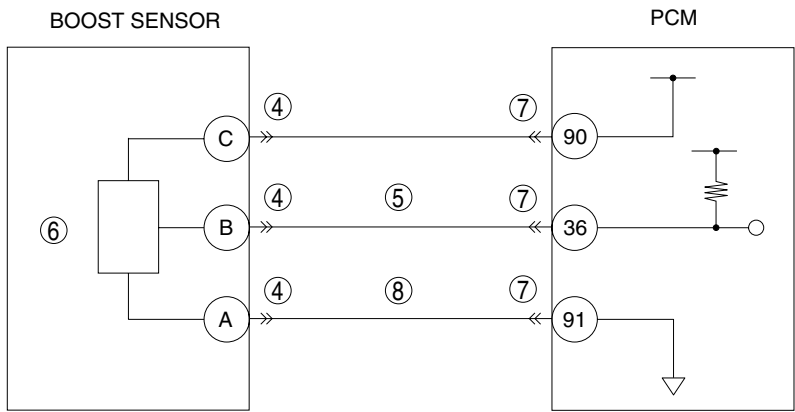 BOOST SENSOR
PCM
④ ⑦
C 90
④ ⑤ ⑦
⑥ B 36
④ ⑧ ⑦
A 91